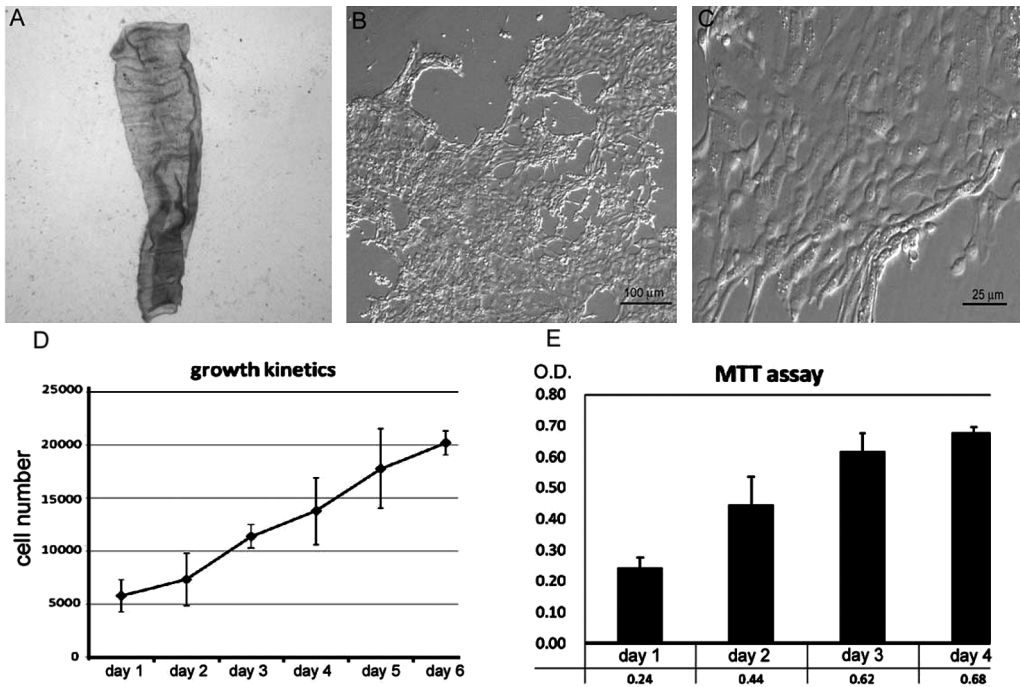 A
B
C
100 µm
25 µm
D
E
growth kinetics
O.D.
MTT assay
25000
20000
15000
10000
5000
0
cell number
day 1 day 2 day 3 day 4 day 5 day 6
0.80
0.70
0.60
0.50
0.40
0.30
0.20
0.10
0.00
day 1 day 2 day 3 day 4
0.24 0.44 0.62 0.68